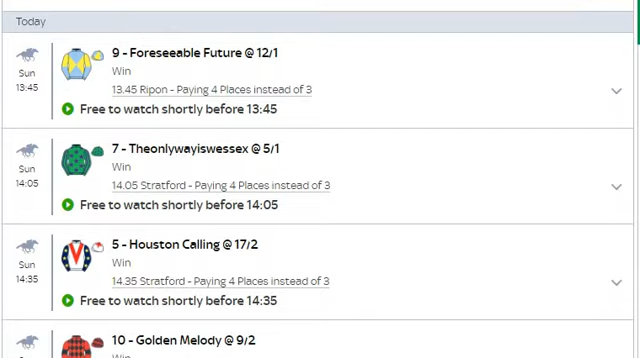 Today
9 - Foreseeable Future @ 12/1
Sun
Win
13:45
13.45 Ripon - Paying 4 Places instead of 3
Free to watch shortly before 13:45
7 - Theonlywayiswessex @ 5/1
Sun
Win
14:05
14.05 Stratford - Paying 4 Places instead of 3
Free to watch shortly before 14:05
5 - Houston Calling @ 17/2
Sun
Win
14:35
14.35 Stratford - Paying 4 Places instead of 3
Free to watch shortly before 14:35
10 - Golden Melody @ 9/2
Win